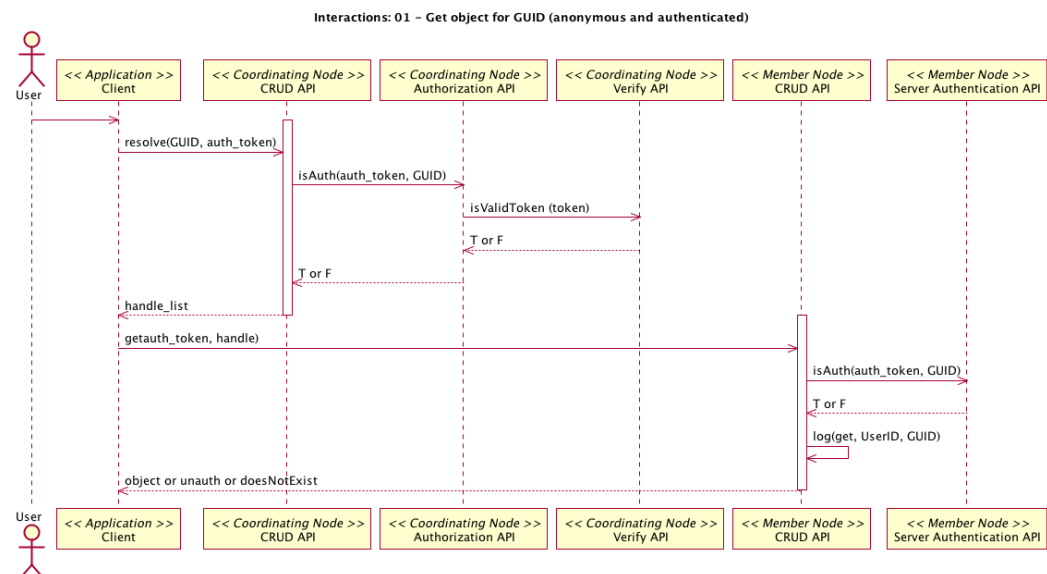 Interactions: 01 - Get object for GUID (anonymous and authenticated)
User
<< Application >>
Client
<< Coordinating Node >>
CRUD API
<< Coordinating Node >>
Authorization API
<< Coordinating Node >>
Verify API
<< Member Node >>
CRUD API
<< Member Node >>
Server Authentication API
resolve(GUID, auth_token)
isAuth(auth_token, GUID)
isValidToken (token)
T or F
T or F
handle_list
getauth_token, handle)
isAuth(auth_token, GUID)
T or F
log(get, UserID, GUID)
object or unauth or doesNotExist
User
<< Application >>
Client
<< Coordinating Node >>
CRUD API
<< Coordinating Node >>
Authorization API
<< Coordinating Node >>
Verify API
<< Member Node >>
CRUD API
<< Member Node >>
Server Authentication API